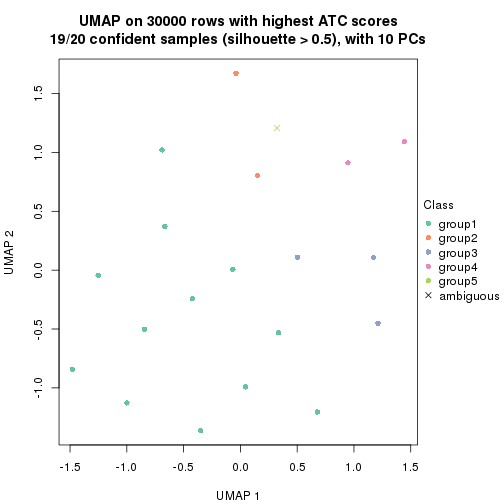 UMAP on 30000 rows with highest ATC scores
19/20 confident samples (silhouette > 0.5), with 10 PCs
1.5
1.0
0.5
0.0
-0.5
-1.0
UMAP 2
-1.5
-1.0
-0.5
0.0
0.5
1.0
1.5
UMAP 1
Class
group1
group2
group3
group4
group5
ambiguous